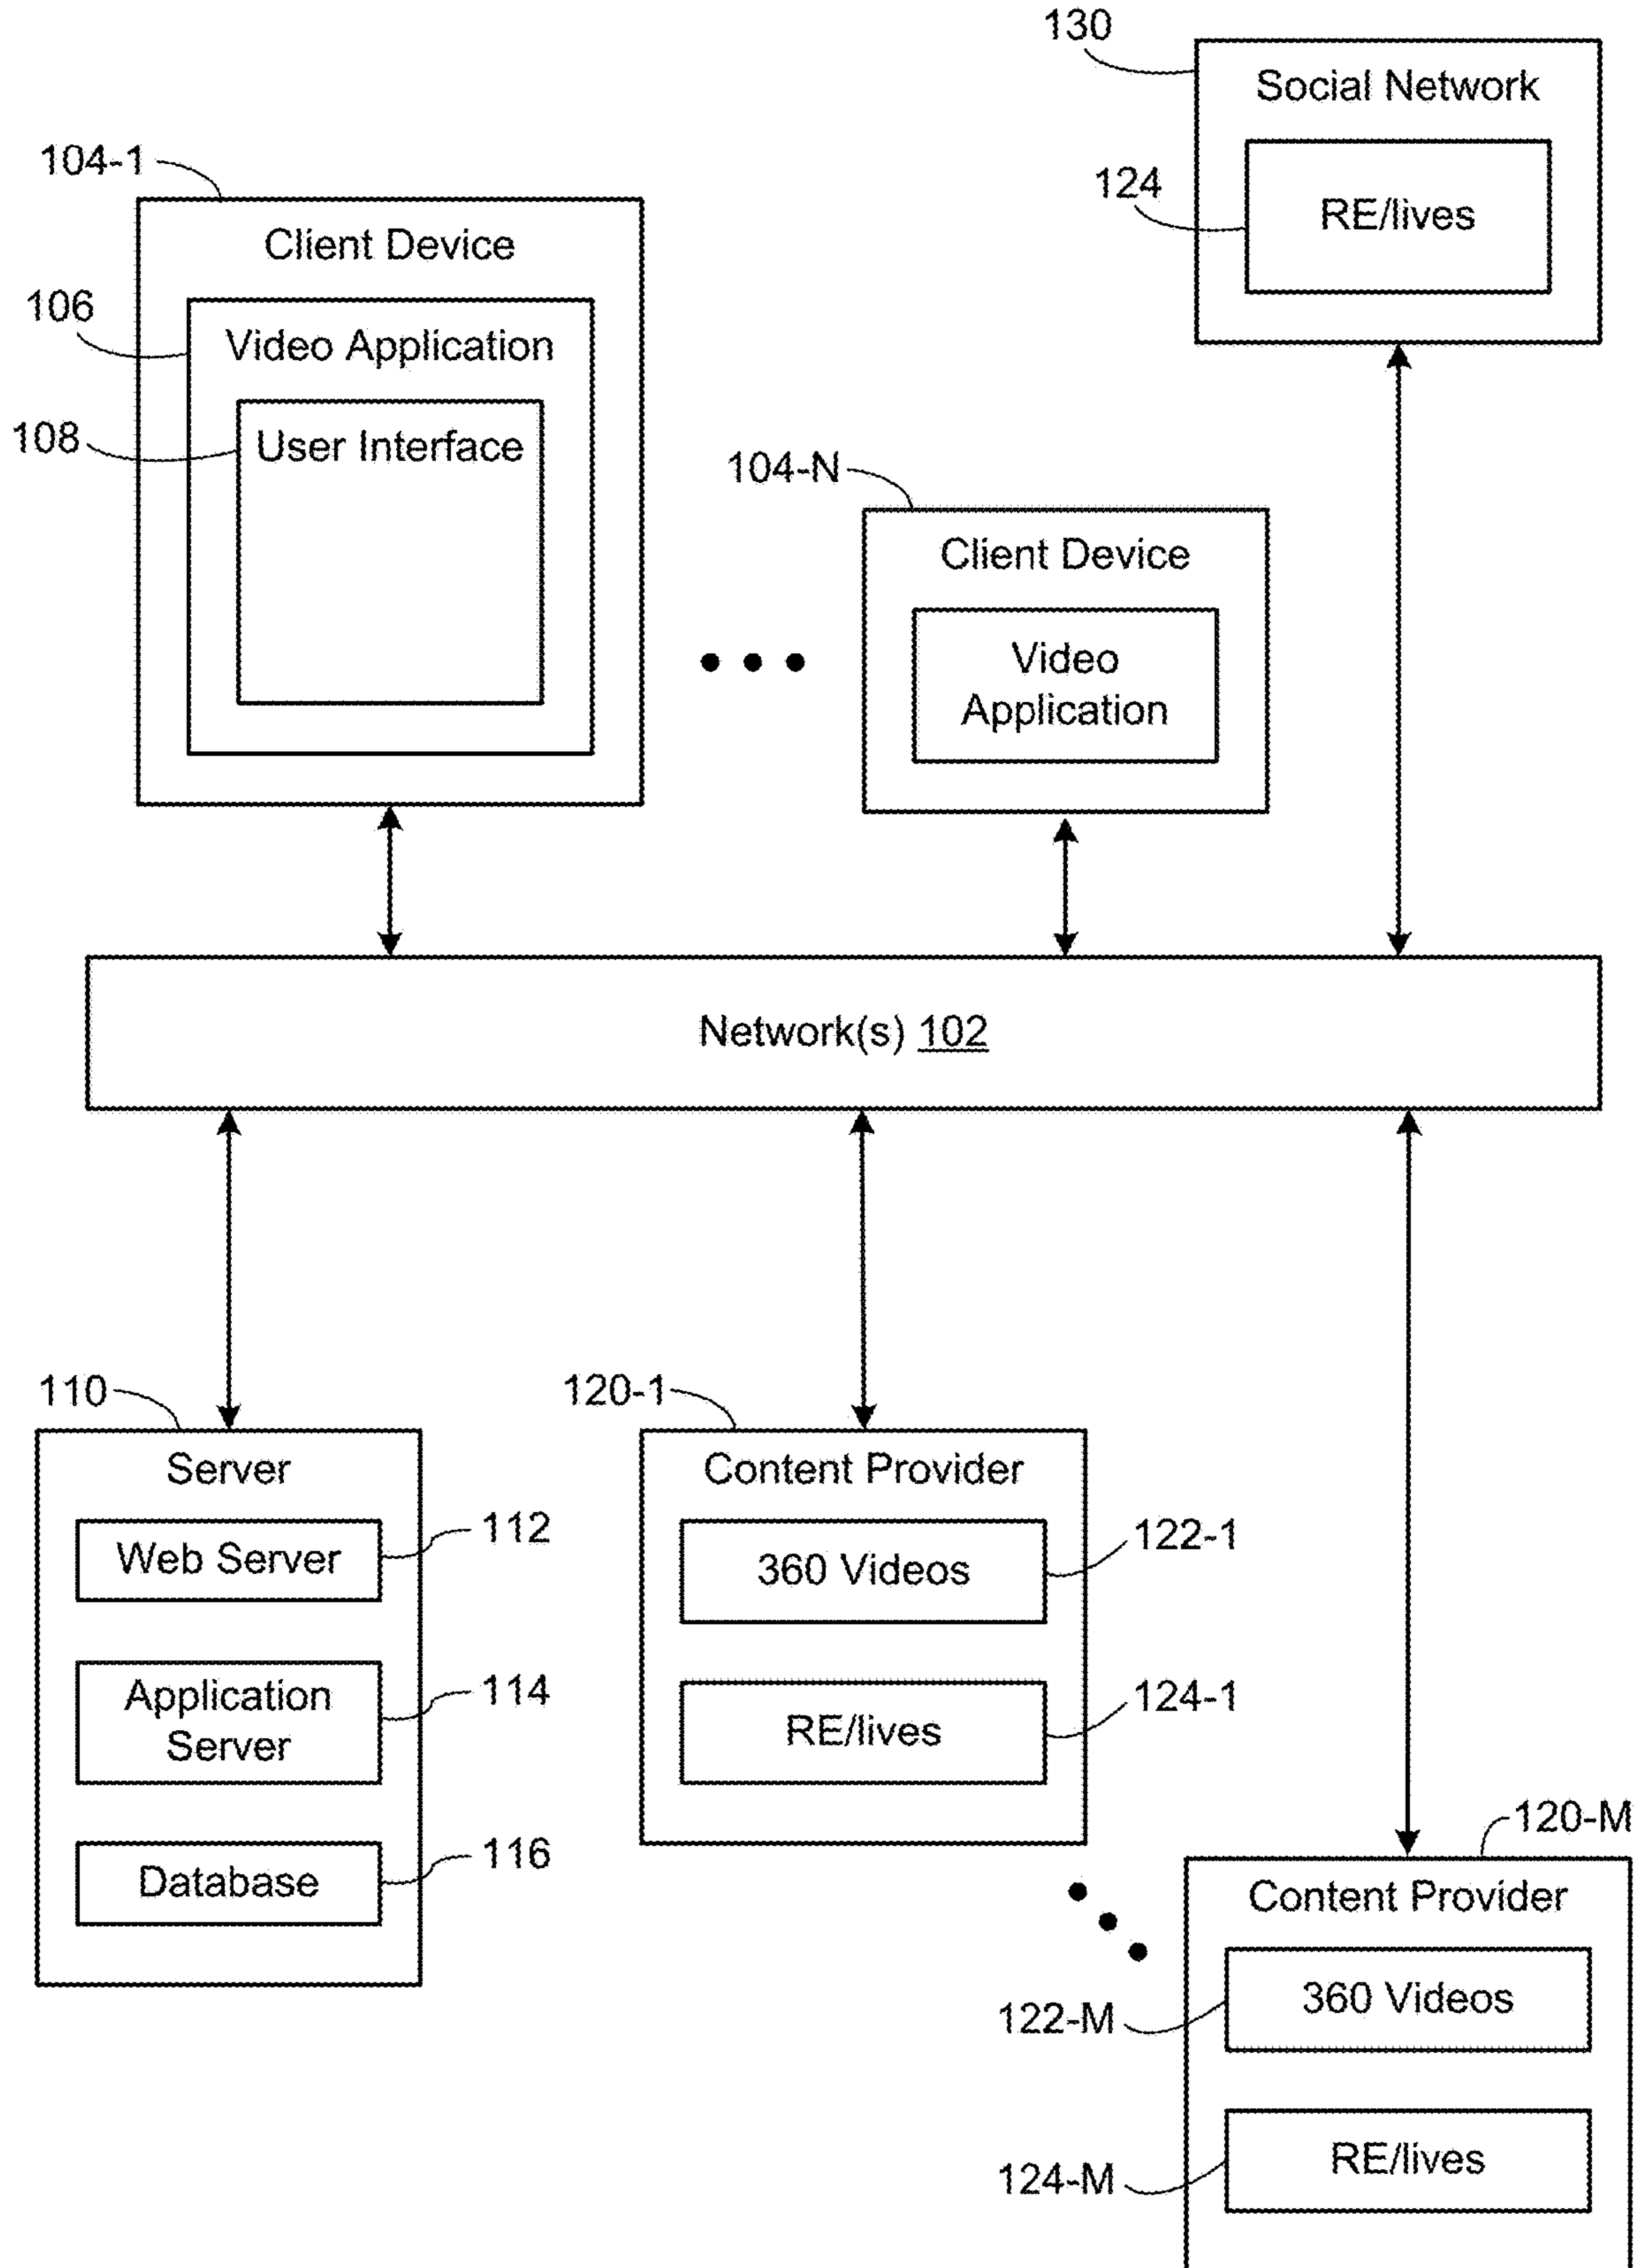 130
Social Network
124
RE/lives
104-1
Client Device
106
Video Application
108
User Interface
104-N
Client Device
Video
Application
Network(s) 102
110
Server
Web Server
112
Application
Server
114
Database
116
120-1
Content Provider
360 Videos
122-1
RE/lives
124-1
120-M
Content Provider
360 Videos
122-M
RE/lives
124-M